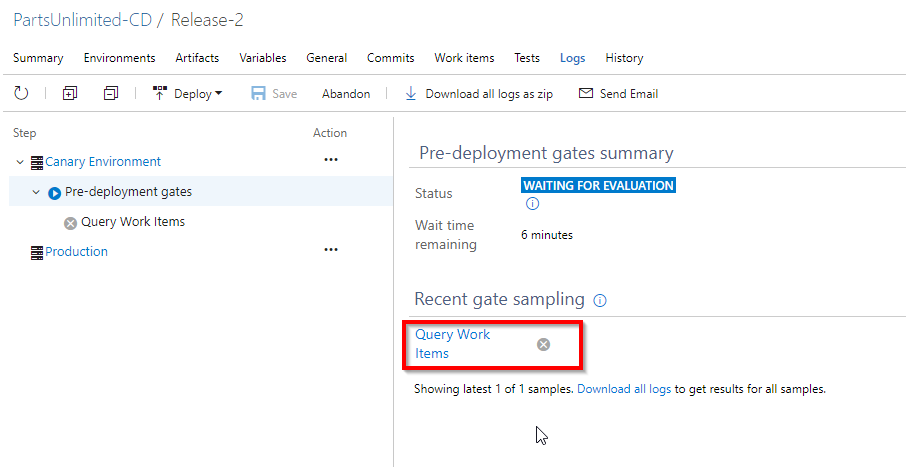 PartsUnlimited-CD / Release-2
Summary Environments Artifacts Variables General Commits Work items Tests Logs History
Deploy Save Abandon Download all logs as zip Send Email
Step Action
Canary Environment ...
Pre-deployment gates
Query Work Items
Production ...
Pre-deployment gates summary
Status WAITING FOR EVALUATION
Wait time
remaining
6 minutes
Recent gate sampling
Query Work
Items
Showing latest 1 of 1 samples. Download all logs to get results for all samples.